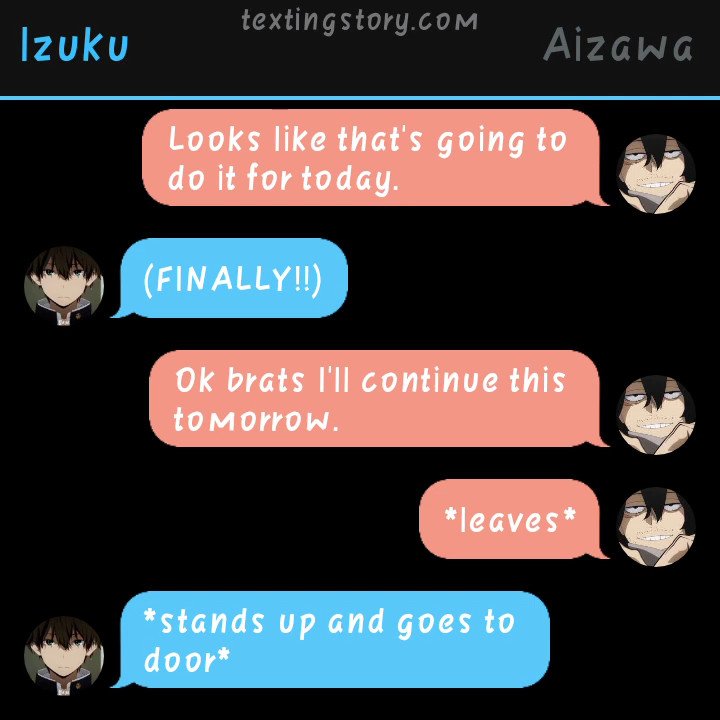 textingstory.com
Izuku
Aizawa
Looks like that's going to
do it for today.
(FINALLY!!)
Ok brats I'll continue this
tomorrow.
*leaves*
*stands up and goes to
door*